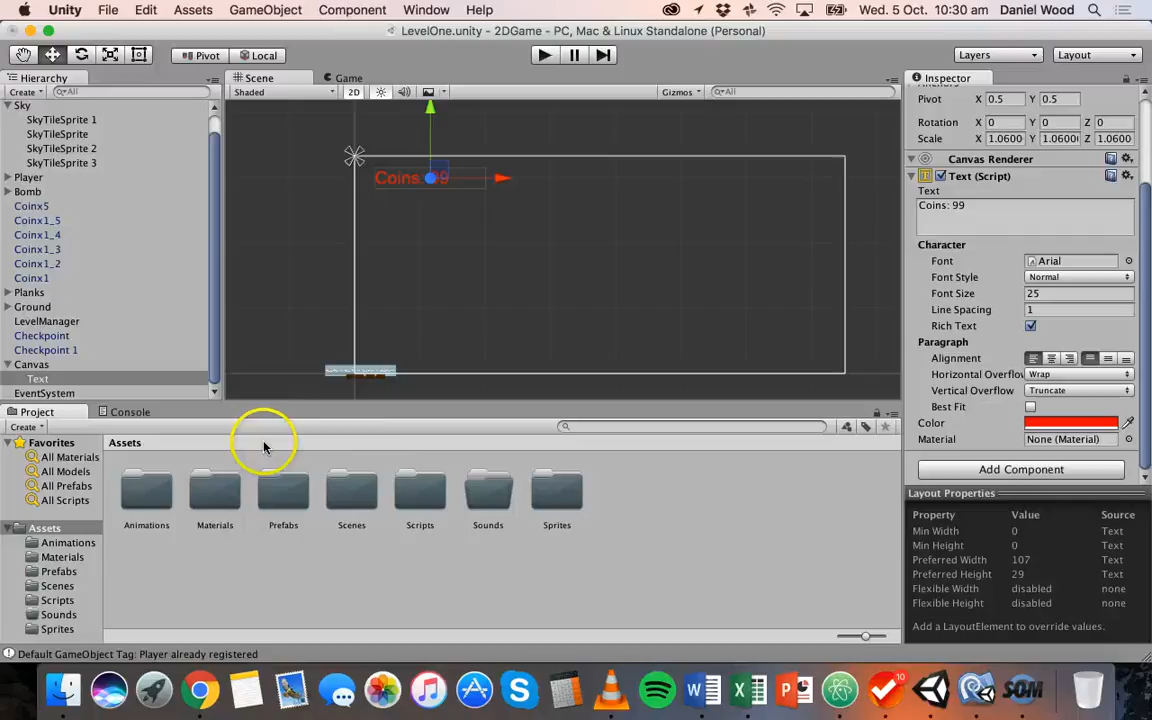 Unity File Edit Assets GameObject Component Window Help Wed. 5 Oct. 10:30 am Daniel Wood
LevelOne.unity - 2DGame - PC, Mac & Linux Standalone (Personal)
Pivot Local Layers Layout
Hierarchy Scene Game Inspector
Create All Shaded 2D Gizmos All
Sky
SkyTileSprite 1
SkyTileSprite
SkyTileSprite 2
SkyTileSprite 3
Player
Bomb
Coinx5
Coinx1_5
Coinx1_4
Coinx1_3
Coinx1_2
Coinx1
Planks
Ground
LevelManager
Checkpoint
Checkpoint 1
Canvas
Text
EventSystem
Coins: 99
Anchors
Pivot X 0.5 Y 0.5
Rotation X 0 Y 0 Z 0
Scale X 1.0600 Y 1.0600 Z 1.0600
Canvas Renderer
Text (Script)
Text
Coins: 99
Character
Font Arial
Font Style Normal
Font Size 25
Line Spacing 1
Rich Text
Paragraph
Alignment
Horizontal Overflow Wrap
Vertical Overflow Truncate
Best Fit
Color
Material None (Material)
Add Component
Layout Properties
Property Value Source
Min Width 0 Text
Min Height 0 Text
Preferred Width 107 Text
Preferred Height 29 Text
Flexible Width disabled none
Flexible Height disabled none
Add a LayoutElement to override values.
Project Console
Create
Favorites
All Materials
All Models
All Prefabs
All Scripts
Assets
Animations
Materials
Prefabs
Scenes
Scripts
Sounds
Sprites
Assets
Animations Materials Prefabs Scenes Scripts Sounds Sprites
Default GameObject Tag: Player already registered
10
SOM